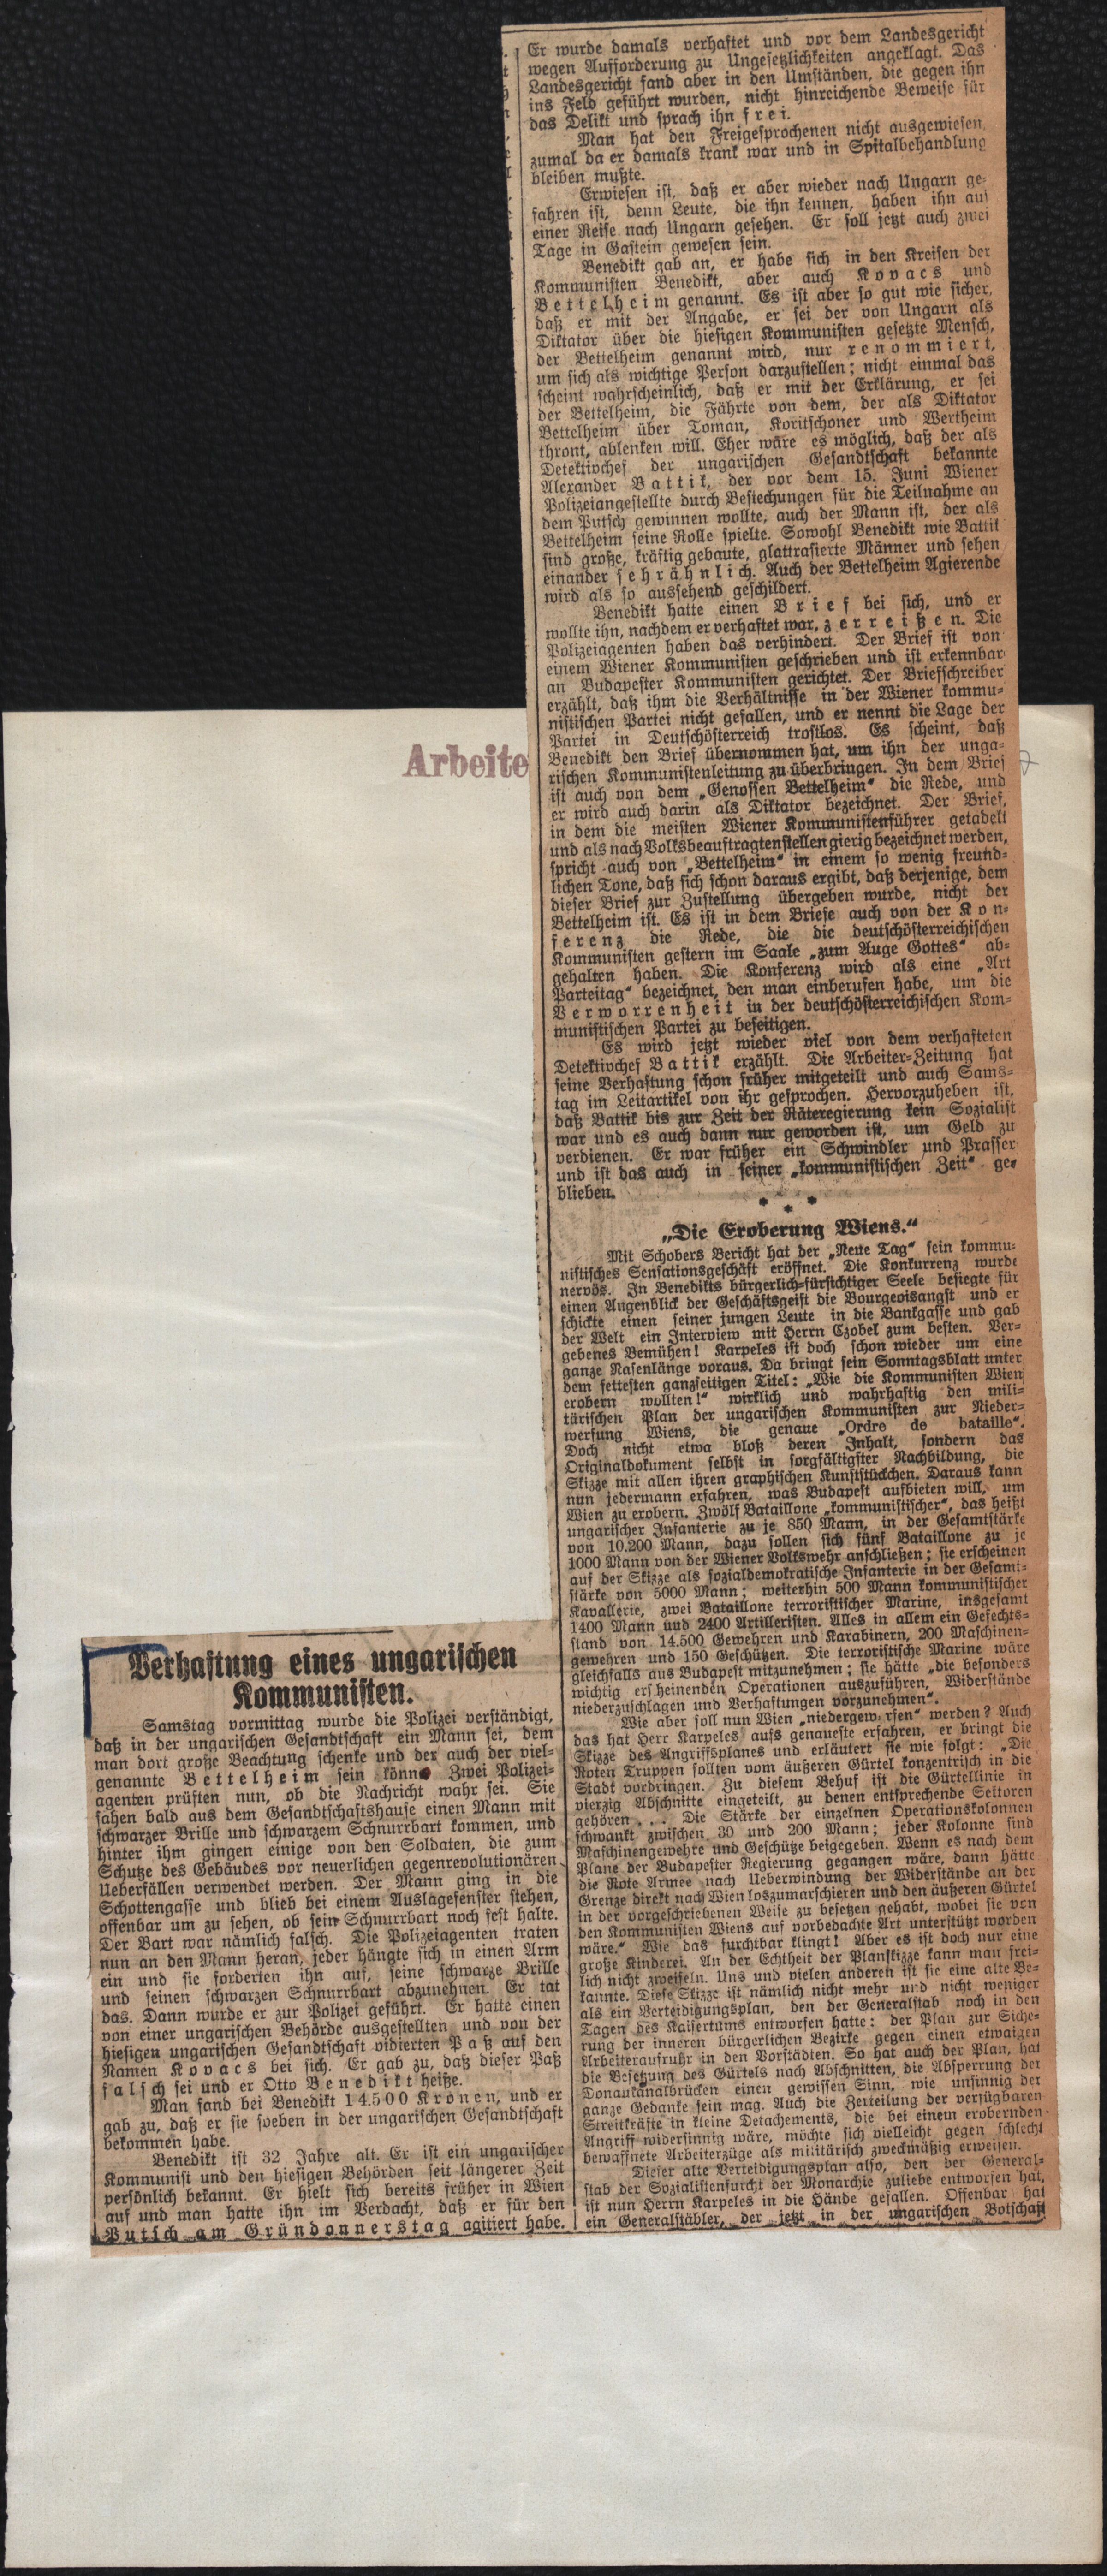 Arbeite
Verhaftung eines ungarischen
Kommunisten.
Samstag vormittag wurde die Polizei verständigt,
daß in der ungarischen Gesandtschaft ein Mann sei, dem
man dort große Beachtung schenke und der auch der viel-
genannte Bettelheim sein könne Zwei Polizei-
agenten prüften nun, ob die Nachricht wahr sei. Sie
sahen bald aus dem Gesandtschaftshause einen Mann mit
schwarzer Brille und schwarzem Schnurrbart kommen, und
hinter ihm gingen einige von den Soldaten, die zum
Schutze des Gebäudes vor neuerlichen gegenrevolutionären
Ueberfällen verwendet werden. Der Mann ging in die
Schottengasse und blieb bei einem Auslagefenster stehen,
offenbar um zu sehen, ob sein Schnurrbart noch fest halte.
Der Bart war nämlich falsch. Die Polizeiagenten traten
nun an den Mann heran, jeder hängte sich in einen Arm
ein und sie forderten ihn auf, seine schwarze Brille
und seinen schwarzen Schnurrbart abzunehmen. Er tat
das. Dann wurde er zur Polizei geführt. Er hatte einen
von einer ungarischen Behörde ausgestellten und von der
hiesigen ungarischen Gesandtschaft vidierten Paß auf den
Namen Kovacs bei sich. Er gab zu, daß dieser Paß
falsch sei und er Otto Benedikt heiße.
Man fand bei Benedikt 14.500 Kronen, und er
gab zu, daß er sie soeben in der ungarischen Gesandtschaft
bekommen habe.
Benedikt ist 32 Jahre alt. Er ist ein ungarischer
Kommunist und den hiesigen Behörden seit längerer Zeit
persönlich bekannt. Er hielt sich bereits früher in Wien
auf und man hatte ihn im Verdacht, daß er für den
Putsch am Gründonnerstag agitiert habe.
Er wurde damals verhaftet und vor dem Landesgericht
wegen Aufforderung zu Ungesetzlichkeiten angeklagt. Das
Landesgericht fand aber in den Umständen, die gegen ihn
ins Feld geführt wurden, nicht hinreichende Beweise für
das Delikt und sprach ihn frei.
Man hat den Freigesprochenen nicht ausgewiesen,
zumal da er damals krank war und in Spitalbehandlung
bleiben mußte.
Erwiesen ist, daß er aber wieder nach Ungarn ge-
fahren ist, denn Leute, die ihn kennen, haben ihn auf
einer Reise nach Ungarn gesehen. Er soll jetzt auch zwei
Tage in Gastein gewesen sein.
Benedikt gab an, er habe sich in den Kreisen der
Kommunisten Benedikt, aber auch Kovacs und
Bettelheim genannt. Es ist aber so gut wie sicher,
daß er mit der Angabe, er sei der von Ungarn als
Diktator über die hiesigen Kommunisten gesetzte Mensch,
der Bettelheim genannt wird, nur renommiert,
um sich als wichtige Person darzustellen; nicht einmal das
scheint wahrscheinlich, daß er mit der Erklärung, er sei
der Bettelheim, die Fährte von dem, der als Diktator
Bettelheim über Toman, Koritschoner und Wertheim
thront, ablenken will. Eher wäre es möglich, daß der als
Detektivchef der ungarischen Gesandtschaft bekannte
Alexander Battik, der vor dem 15. Juni Wiener
Polizeiangestellte durch Bestechungen für die Teilnahme an
dem Putsch gewinnen wollte, auch der Mann ist, der als
Bettelheim seine Rolle spielte. Sowohl Benedikt wie Battik
sind große, kräftig gebaute, glattrasierte Männer und sehen
einander sehr ähnlich. Auch der Bettelheim Agierende
wird als so aussehend geschildert.
Benedikt hatte einen Brief bei sich, und er
wollte ihn, nachdem er verhaftet war, zerreißen. Die
Polizeiagenten haben das verhindert. Der Brief ist von
einem Wiener Kommunisten geschrieben und ist erkennbar
an Budapester Kommunisten gerichtet. Der Briefschreiber
erzählt, daß ihm die Verhältnisse in der Wiener kommu-
nistischen Partei nicht gefallen, und er nennt die Lage der
Partei in Deutschösterreich trostlos. Es scheint, daß
Benedikt den Brief übernommen hat, um ihn der unga-
rischen Kommunistenleitung zu überbringen. In dem Brief
ist auch von dem „Genossen Bettelheim" die Rede, und
er wird auch darin als Diktator bezeichnet. Der Brief,
in dem die meisten Wiener Kommunistenführer getadelt
und als nach Volksbeauftragtenstellen gierig bezeichnet werden,
spricht auch von „Bettelheim" in einem so wenig freund-
lichen Tone, daß sich schon daraus ergibt, daß derjenige, dem
dieser Brief zur Zustellung übergeben wurde, nicht der
Bettelheim ist. Es ist in dem Briefe auch von der Kon-
ferenz die Rede, die die deutschösterreichischen
Kommunisten gestern im Saale „zum Auge Gottes" ab-
gehalten haben. Die Konferenz wird als eine „Art
Parteitag" bezeichnet, den man einberufen habe, um die
Verworrenheit in der deutschösterreichischen Kom-
munistischen Partei zu beseitigen.
Es wird jetzt wieder viel von dem verhafteten
Detektivchef Battik erzählt. Die Arbeiter-Zeitung hat
seine Verhaftung schon früher mitgeteilt und auch Sams-
tag im Leitartikel von ihr gesprochen. Hervorzuheben ist,
daß Battik bis zur Zeit der Räteregierung kein Sozialist
war und es auch dann nur geworden ist, um Geld zu
verdienen. Er war früher ein Schwindler und Prasser
und ist das auch in seiner „kommunistischen Zeit" ge-
blieben.
* * *
„Die Eroberung Wiens."
Mit Schobers Bericht hat der „Neue Tag" sein kommu-
nistisches Sensationsgeschäft eröffnet. Die Konkurrenz wurde
nervös. In Benedikts bürgerlich-fürsichtiger Seele besiegte für
einen Augenblick der Geschäftsgeist die Bourgeoisangst und er
schickte einen seiner jungen Leute in die Bankgasse und gab
der Welt ein Interview mit Herrn Czobel zum besten. Ver-
gebenes Bemühen! Karpeles ist doch schon wieder um eine
ganze Nasenlänge voraus. Da bringt sein Sonntagsblatt unter
dem fettesten ganzseitigen Titel: „Wie die Kommunisten Wien
erobern wollten!" wirklich und wahrhaftig den mili-
tärischen Plan der ungarischen Kommunisten zur Nieder-
werfung Wiens, die genaue „Ordre de bataille".
Doch nicht etwa bloß deren Inhalt, sondern das
Originaldokument selbst in sorgfältigster Nachbildung, die
Skizze mit allen ihren graphischen Kunststückchen. Daraus kann
nun jedermann erfahren, was Budapest aufbieten will, um
Wien zu erobern. Zwölf Bataillone „kommunistischer", das heißt
ungarischer Infanterie zu je 850 Mann, in der Gesamtstärke
von 10.200 Mann, dazu sollen sich fünf Bataillone zu je
1000 Mann von der Wiener Volkswehr anschließen; sie erscheinen
auf der Skizze als sozialdemokratische Infanterie in der Gesamt-
stärke von 5000 Mann; weiterhin 500 Mann kommunistischer
Kavallerie, zwei Bataillone terroristischer Marine, insgesamt
1400 Mann und 2400 Artilleristen. Alles in allem ein Gefechts-
stand von 14.500 Gewehren und Karabinern, 200 Maschinen-
gewehren und 150 Geschützen. Die terroristische Marine wäre
gleichfalls aus Budapest mitzunehmen; sie hätte „die besonders
wichtig erscheinenden Operationen auszuführen, Widerstände
niederzuschlagen und Verhaftungen vorzunehmen".
Wie aber soll nun Wien „niedergeworfen" werden? Auch
das hat Herr Karpeles aufs genaueste erfahren, er bringt die
Skizze des Angriffsplanes und erläutert sie wie folgt: „Die
Roten Truppen sollten vom äußeren Gürtel konzentrisch in die
Stadt vordringen. Zu diesem Behuf ist die Gürtellinie in
vierzig Abschnitte eingeteilt, zu denen entsprechende Sektoren
gehören . . . Die Stärke der einzelnen Operationskolonnen
schwankt zwischen 30 und 200 Mann; jeder Kolonne sind
Maschinengewehre und Geschütze beigegeben. Wenn es nach dem
Plane der Budapester Regierung gegangen wäre, dann hätte
die Rote Armee nach Ueberwindung der Widerstände an der
Grenze direkt nach Wien loszumarschieren und den äußeren Gürtel
in der vorgeschriebenen Weise zu besetzen gehabt, wobei sie von
den Kommunisten Wiens auf vorbedachte Art unterstützt worden
wäre." Wie das furchtbar klingt! Aber es ist doch nur eine
große Kinderei. An der Echtheit der Planskizze kann man frei-
lich nicht zweifeln. Uns und vielen anderen ist sie eine alte Be-
kannte. Diese Skizze ist nämlich nicht mehr und nicht weniger
als ein Verteidigungsplan, den der Generalstab noch in den
Tagen des Kaisertums entworfen hatte: der Plan zur Siche-
rung der inneren bürgerlichen Bezirke gegen einen etwaigen
Arbeiteraufruhr in den Vorstädten. So hat auch der Plan, hat
die Besetzung des Gürtels nach Abschnitten, die Absperrung der
Donaukanalbrücken einen gewissen Sinn, wie unsinnig der
ganze Gedanke sein mag. Auch die Zerteilung der verfügbaren
Streitkräfte in kleine Detachements, die bei einem erobernden
Angriff widersinnig wäre, möchte sich vielleicht gegen schlecht
bewaffnete Arbeiterzüge als militärisch zweckmäßig erweisen.
Dieser alte Verteidigungsplan also, den der General-
stab der Sozialistenfurcht der Monarchie zuliebe entworfen hat,
ist nun Herrn Karpeles in die Hände gefallen. Offenbar hat
ein Generalstäbler, der jetzt in der ungarischen Botschaft